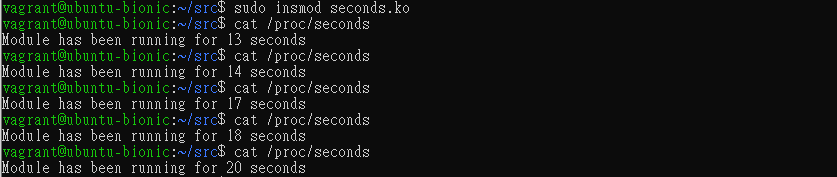 vagrant@ubuntu-bionic:~/src$ sudo insmod seconds.ko
vagrant@ubuntu-bionic:~/src$ cat /proc/seconds
Module has been running for 13 seconds
vagrant@ubuntu-bionic:~/src$ cat /proc/seconds
Module has been running for 14 seconds
vagrant@ubuntu-bionic:~/src$ cat /proc/seconds
Module has been running for 17 seconds
vagrant@ubuntu-bionic:~/src$ cat /proc/seconds
Module has been running for 18 seconds
vagrant@ubuntu-bionic:~/src$ cat /proc/seconds
Module has been running for 20 seconds